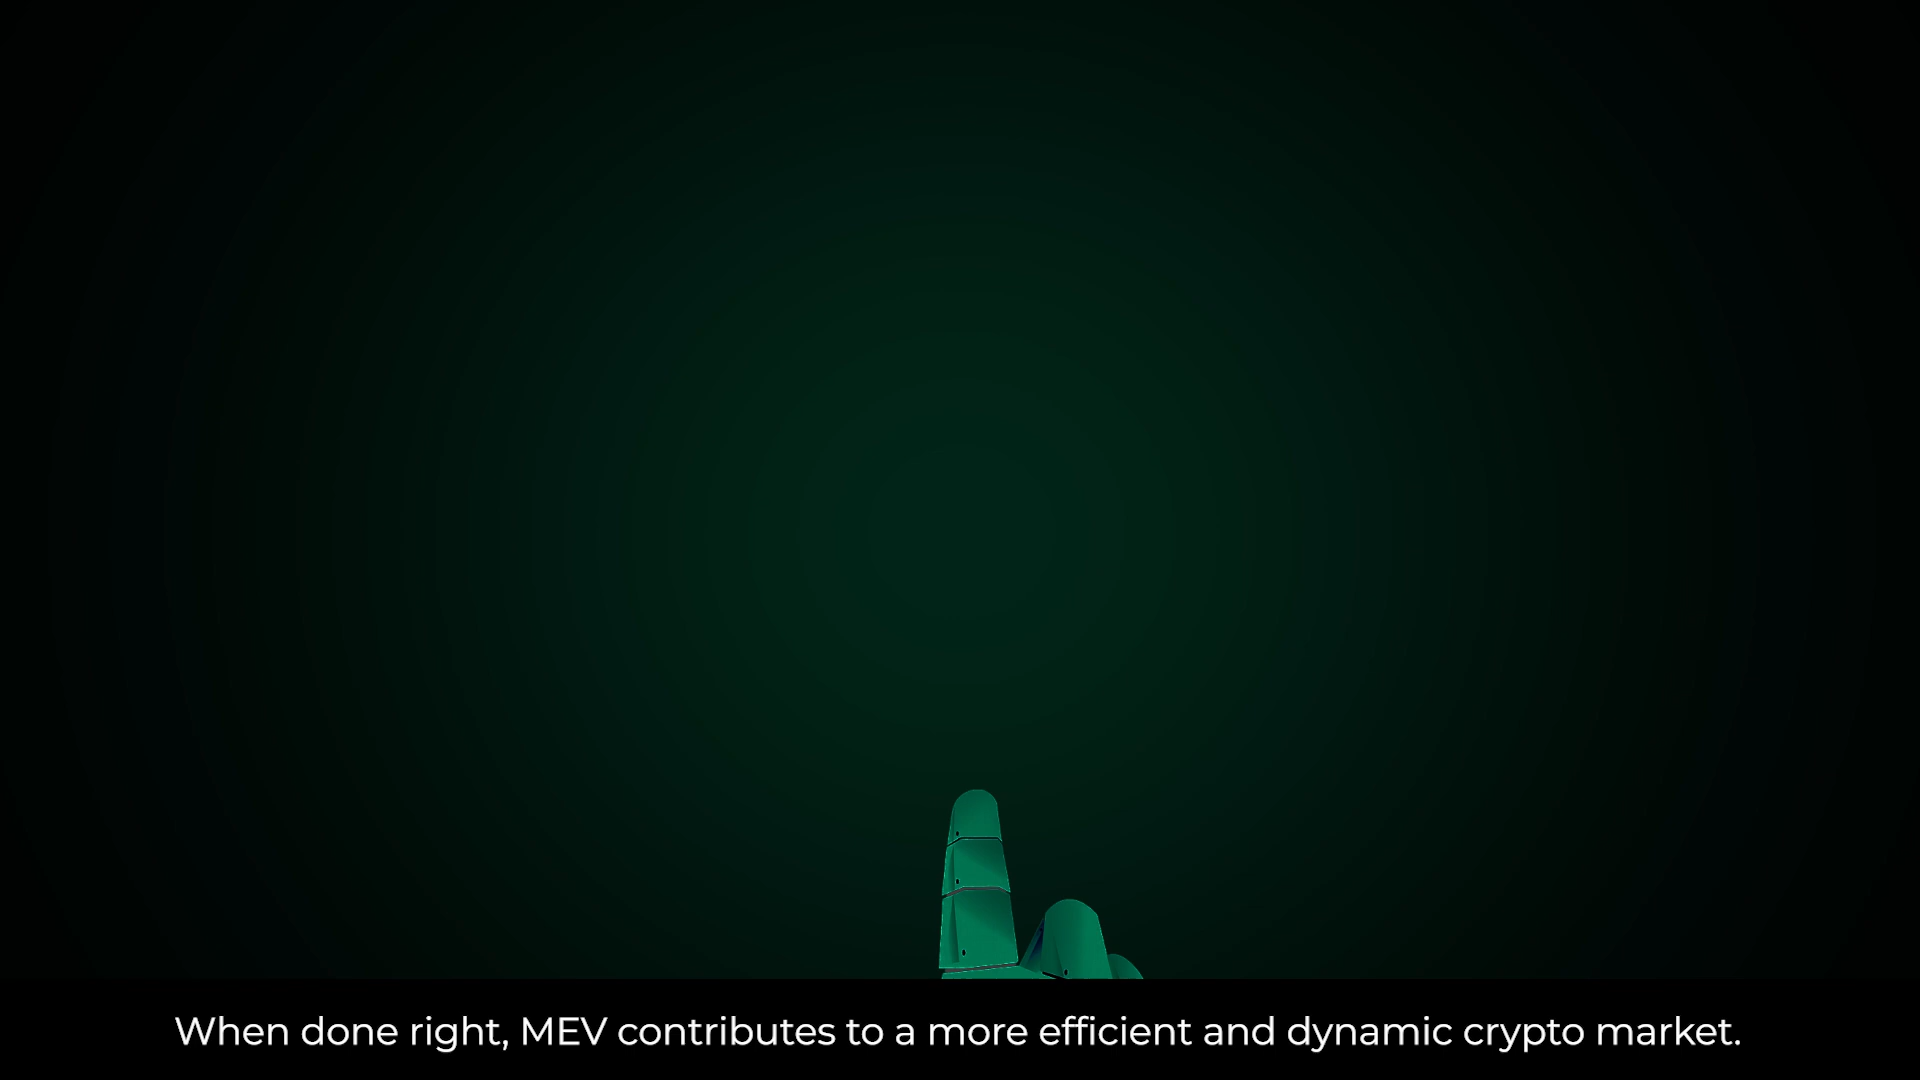 When done right, MEV contributes to a more efficient and dynamic crypto market.